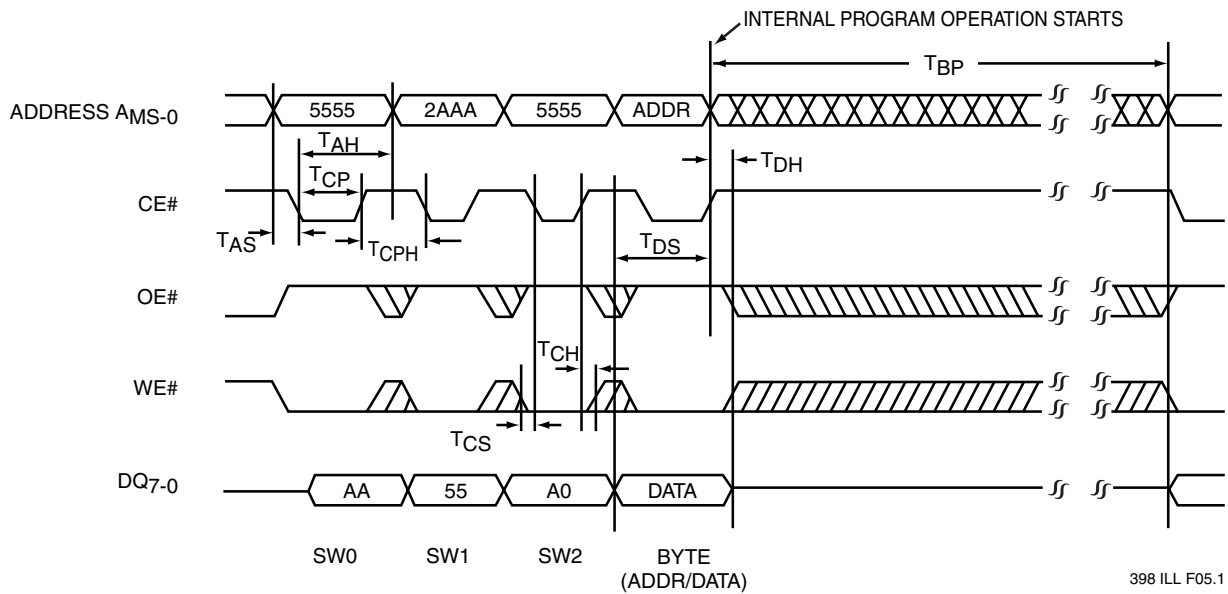 INTERNAL PROGRAM OPERATION STARTS
TBP
ADDRESS AMS-0
5555 2AAA 5555 ADDR
TAH
TDH
TCP
CE#
TAS
TCPH
TDS
OE#
TCH
WE#
TCS
DQ7-0
AA 55 A0 DATA
SW0 SW1 SW2 BYTE
(ADDR/DATA)
398 ILL F05.1